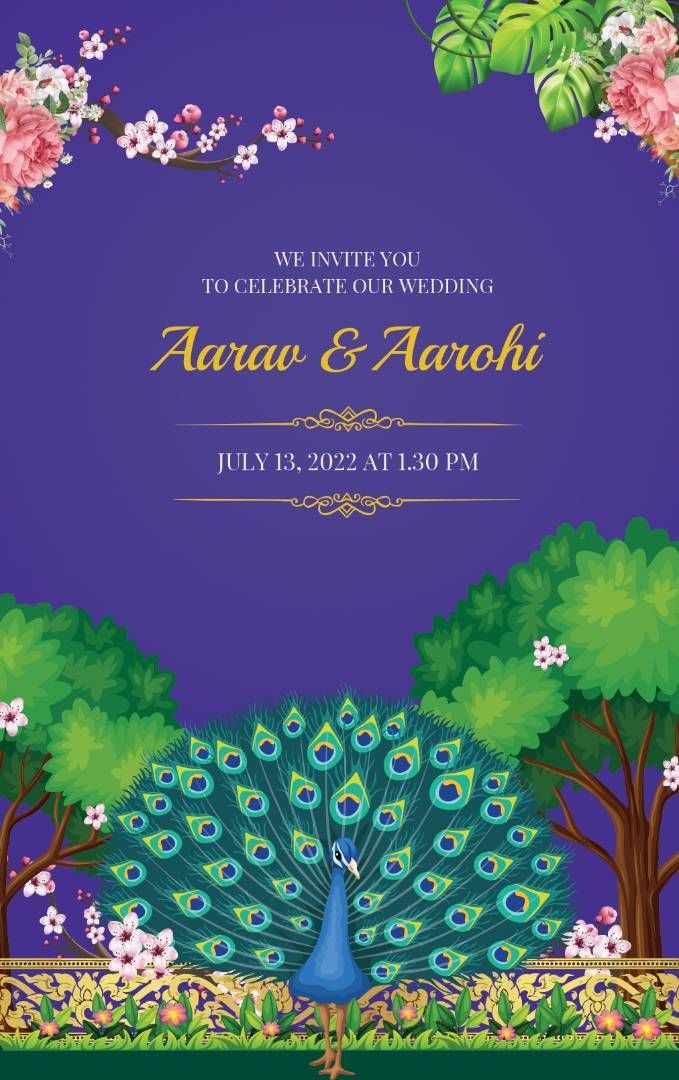 WE INVITE YOU
TO CELEBRATE OUR WEDDING
Aarav & Aarohi
JULY 13, 2022 AT 1.30 PM